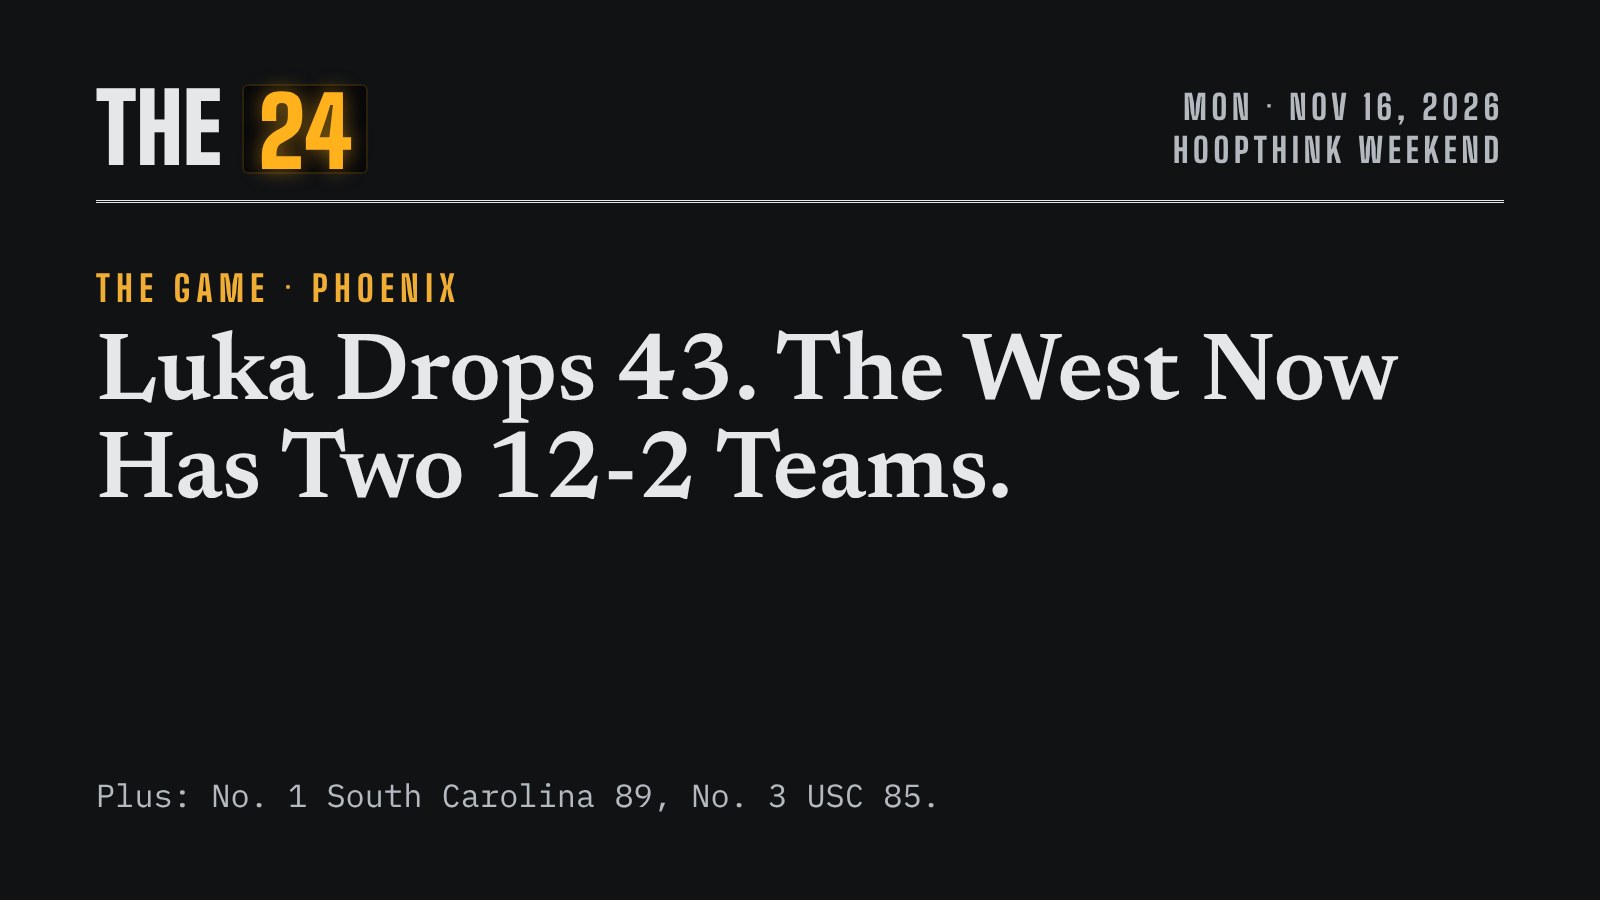 THE 24
MON · NOV 16, 2026
HOOPTHINK WEEKEND
THE GAME · PHOENIX
Luka Drops 43. The West Now
Has Two 12-2 Teams.
Plus: No. 1 South Carolina 89, No. 3 USC 85.